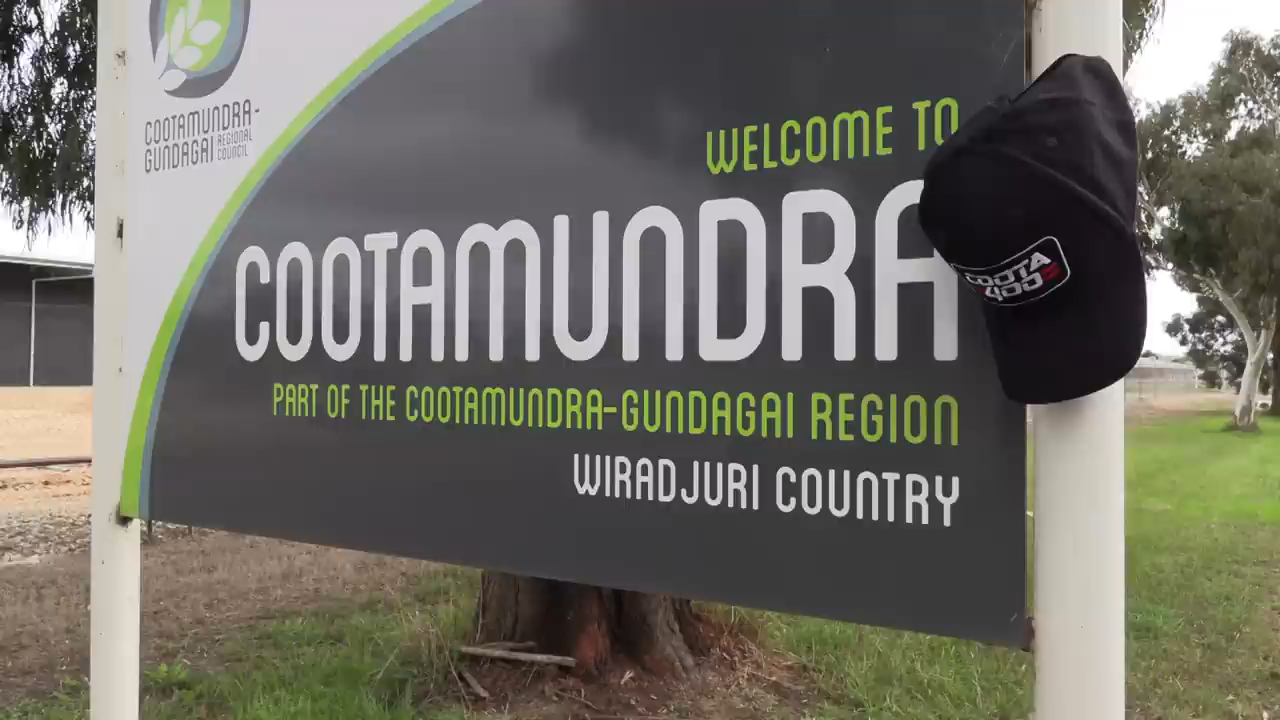 COOTAMUNDRA-
GUNDAGAI REGIONAL COUNCIL
WELCOME TO
COOTAMUNDRA
PART OF THE COOTAMUNDRA-GUNDAGAI REGION
WIRADJURI COUNTRY
COOTA
400